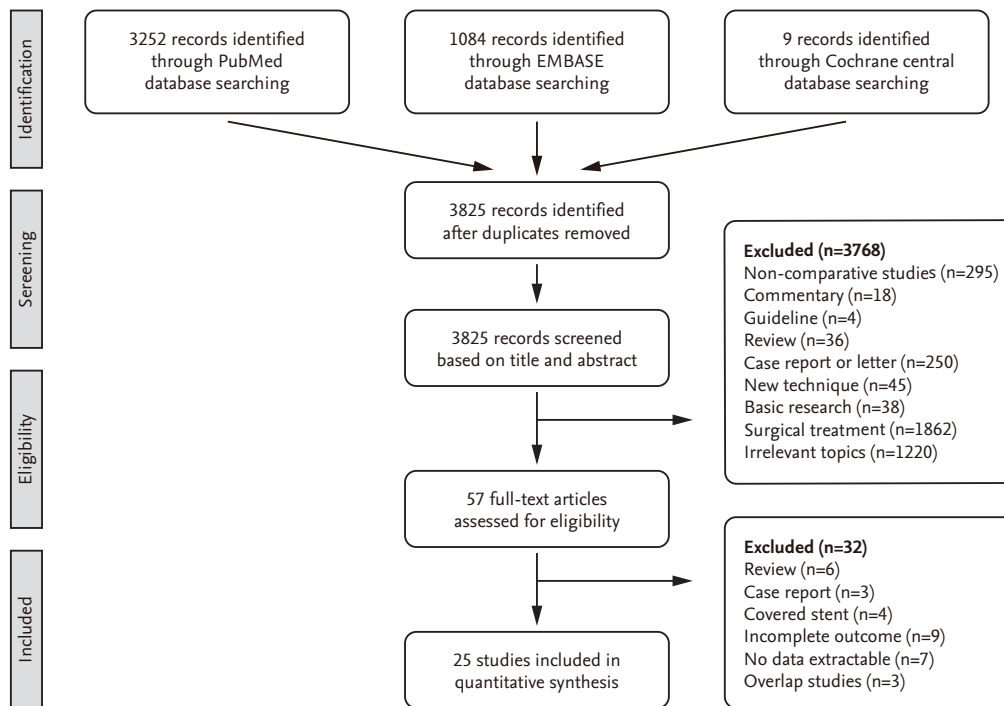 Identification
3252 records identified
through PubMed
database searching
1084 records identified
through EMBASE
database searching
9 records identified
through Cochrane central
database searching
Sereening
3825 records identified
after duplicates removed
3825 records screened
based on title and abstract
Excluded (n=3768)
Non-comparative studies (n=295)
Commentary (n=18)
Guideline (n=4)
Review (n=36)
Case report or letter (n=250)
New technique (n=45)
Basic research (n=38)
Surgical treatment (n=1862)
Irrelevant topics (n=1220)
Eligibility
57 full-text articles
assessed for eligibility
Excluded (n=32)
Review (n=6)
Case report (n=3)
Covered stent (n=4)
Incomplete outcome (n=9)
No data extractable (n=7)
Overlap studies (n=3)
Included
25 studies included in
quantitative synthesis